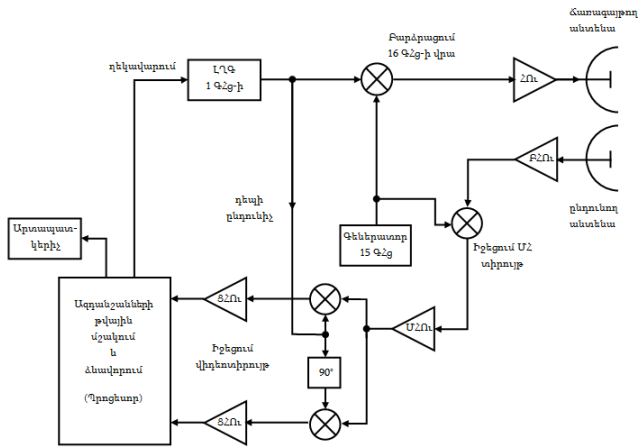 Ճառագայթող
անտենա
Բարձրացում
16 ԳՀց-ի վրա
ղեկավարում
ԼՂԳ
1 ԳՀց-ի
ՀՈւ
ԲՀՈւ
դեպի
ընդունիչ
ընդունող
անտենա
Արտապատ-
կերիչ
Գեներատոր
15 ԳՀց
Իջեցում ՄՀ
տիրույթ
Ազդանշանների
թվային
մշակում
և
ձևավորում
(Պրոցեսոր)
ՑՀՈւ
ՄՀՈւ
Իջեցում
վիդեոտիրույթ
90°
ՑՀՈւ